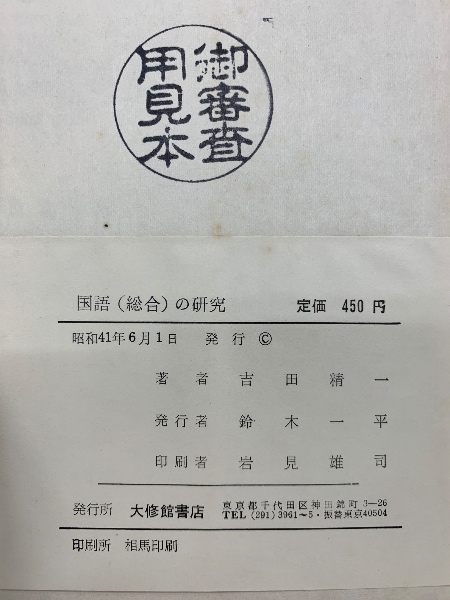 御審査
用見本
国語（総合）の研究　定価 450円
昭和41年6月1日　発行 ©
著者　吉田精一
発行者　鈴木一平
印刷者　岩見雄司
発行所　大修館書店　東京都千代田区神田錦町3―26
TEL (291) 3961～5・振替東京40504
印刷所　相馬印刷